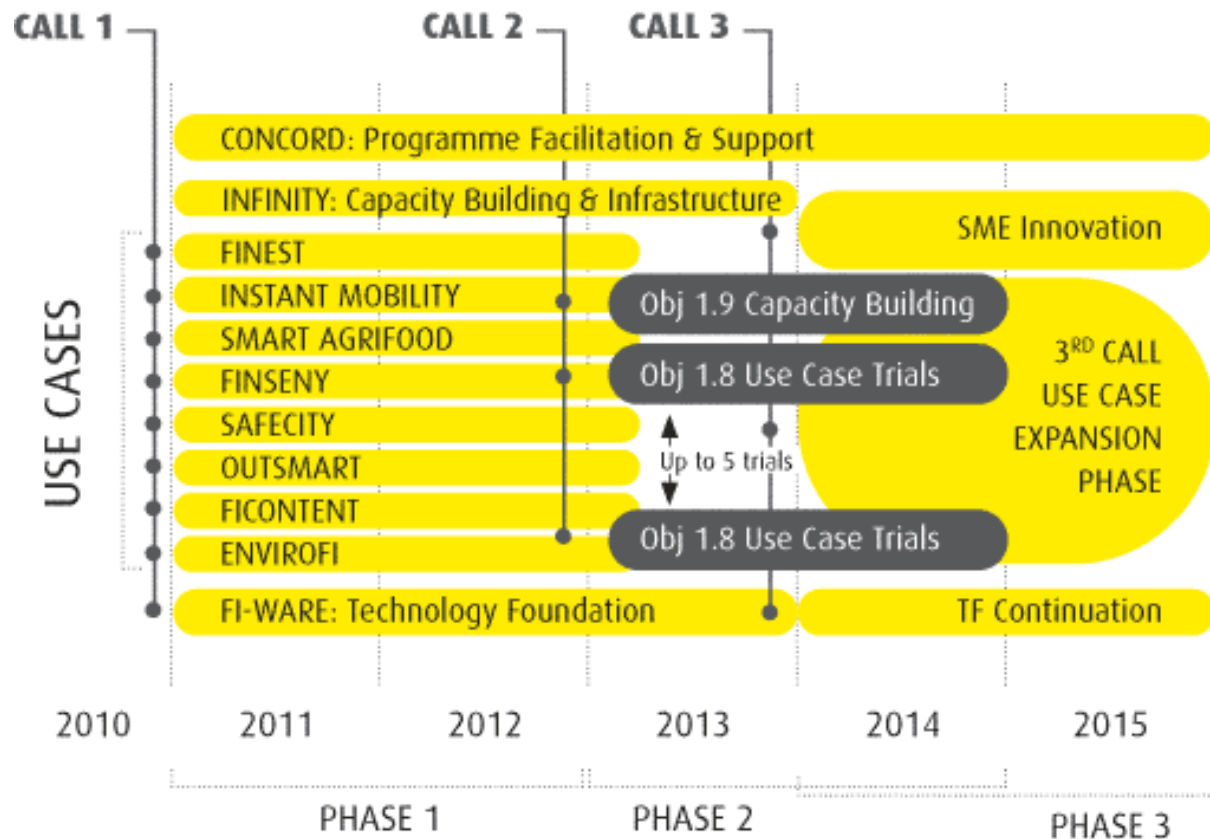 CALL 1
CALL 2
CALL 3
CONCORD: Programme Facilitation & Support
INFINITY: Capacity Building & Infrastructure
SME Innovation
USE CASES
FINEST
INSTANT MOBILITY
SMART AGRIFOOD
FINSENY
SAFECITY
OUTSMART
FICONTENT
ENVIROFI
Obj 1.9 Capacity Building
Obj 1.8 Use Case Trials
Up to 5 trials
Obj 1.8 Use Case Trials
3RD CALL
USE CASE
EXPANSION
PHASE
FI-WARE: Technology Foundation
TF Continuation
2010 2011 2012 2013 2014 2015
PHASE 1 PHASE 2 PHASE 3